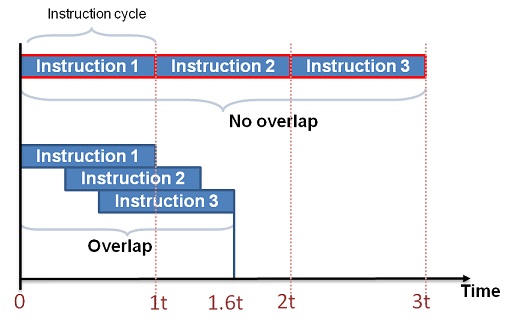 Instruction cycle
Instruction 1 Instruction 2 Instruction 3
No overlap
Instruction 1
Instruction 2
Instruction 3
Overlap
Time
0 1t 1.6t 2t 3t